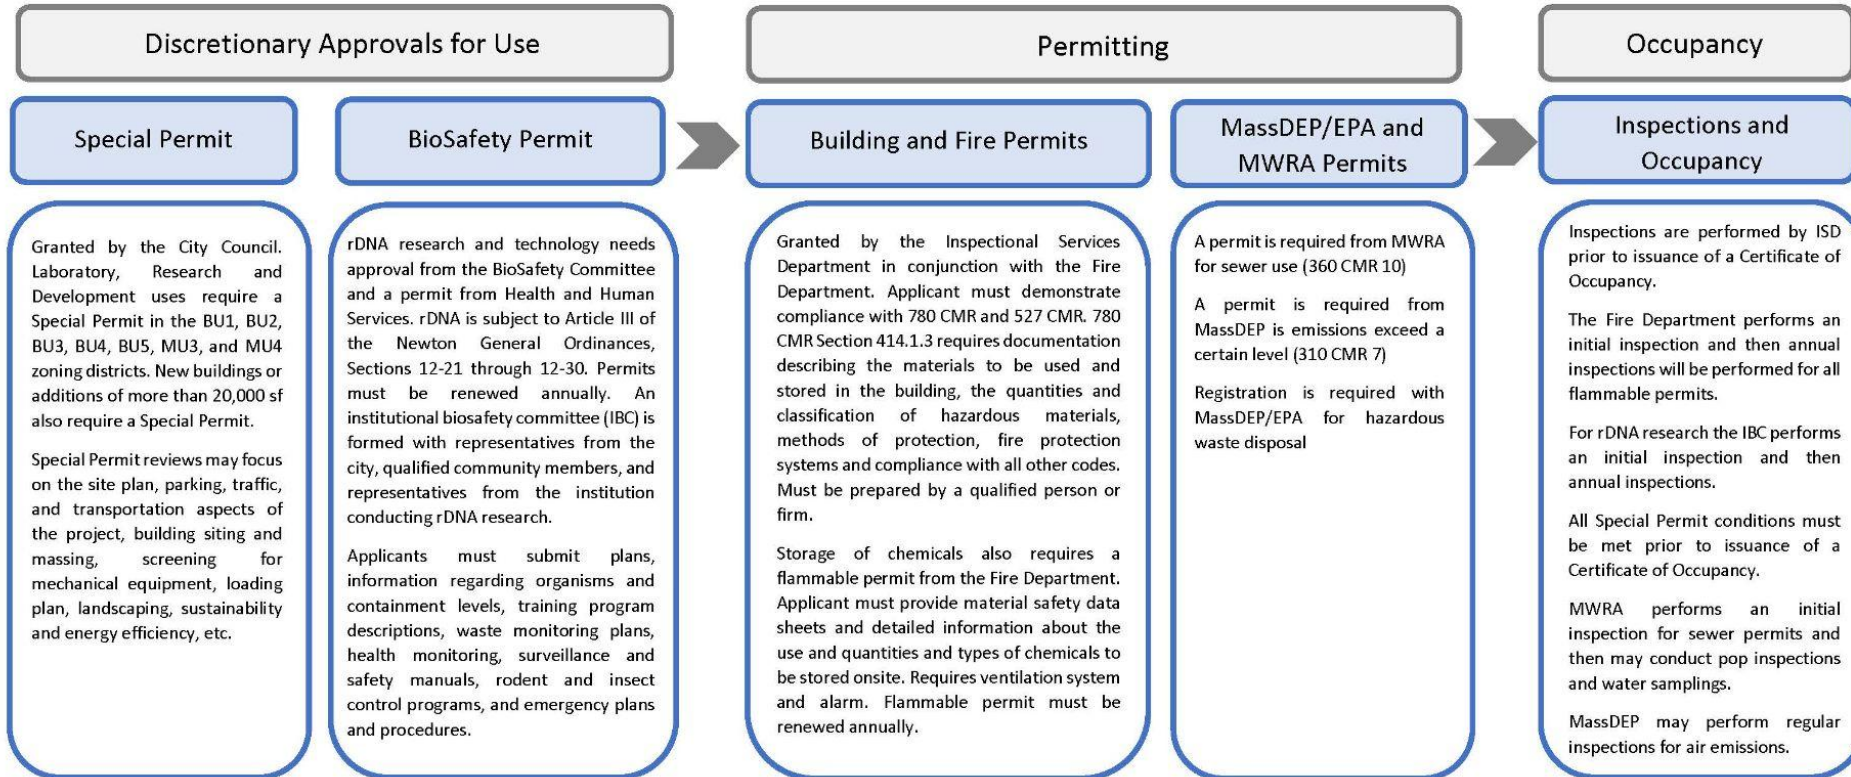 Discretionary Approvals for Use
Permitting
Occupancy
Special Permit
BioSafety Permit
Building and Fire Permits
MassDEP/EPA and
MWRA Permits
Inspections and
Occupancy
Granted by the City Council.
Laboratory, Research and
Development uses require a
Special Permit in the BU1, BU2,
BU3, BU4, BU5, MU3, and MU4
zoning districts. New buildings or
additions of more than 20,000 sf
also require a Special Permit.
Special Permit reviews may focus
on the site plan, parking, traffic,
and transportation aspects of
the project, building siting and
massing, screening for
mechanical equipment, loading
plan, landscaping, sustainability
and energy efficiency, etc.
rDNA research and technology needs
approval from the BioSafety Committee
and a permit from Health and Human
Services. rDNA is subject to Article III of
the Newton General Ordinances,
Sections 12-21 through 12-30. Permits
must be renewed annually. An
institutional biosafety committee (IBC) is
formed with representatives from the
city, qualified community members, and
representatives from the institution
conducting rDNA research.
Applicants must submit plans,
information regarding organisms and
containment levels, training program
descriptions, waste monitoring plans,
health monitoring, surveillance and
safety manuals, rodent and insect
control programs, and emergency plans
and procedures.
Granted by the Inspectional Services
Department in conjunction with the Fire
Department. Applicant must demonstrate
compliance with 780 CMR and 527 CMR. 780
CMR Section 414.1.3 requires documentation
describing the materials to be used and
stored in the building, the quantities and
classification of hazardous materials,
methods of protection, fire protection
systems and compliance with all other codes.
Must be prepared by a qualified person or
firm.
Storage of chemicals also requires a
flammable permit from the Fire Department.
Applicant must provide material safety data
sheets and detailed information about the
use and quantities and types of chemicals to
be stored onsite. Requires ventilation system
and alarm. Flammable permit must be
renewed annually.
A permit is required from MWRA
for sewer use (360 CMR 10)
A permit is required from
MassDEP is emissions exceed a
certain level (310 CMR 7)
Registration is required with
MassDEP/EPA for hazardous
waste disposal
Inspections are performed by ISD
prior to issuance of a Certificate of
Occupancy.
The Fire Department performs an
initial inspection and then annual
inspections will be performed for all
flammable permits.
For rDNA research the IBC performs
an initial inspection and then
annual inspections.
All Special Permit conditions must
be met prior to issuance of a
Certificate of Occupancy.
MWRA performs an initial
inspection for sewer permits and
then may conduct pop inspections
and water samplings.
MassDEP may perform regular
inspections for air emissions.